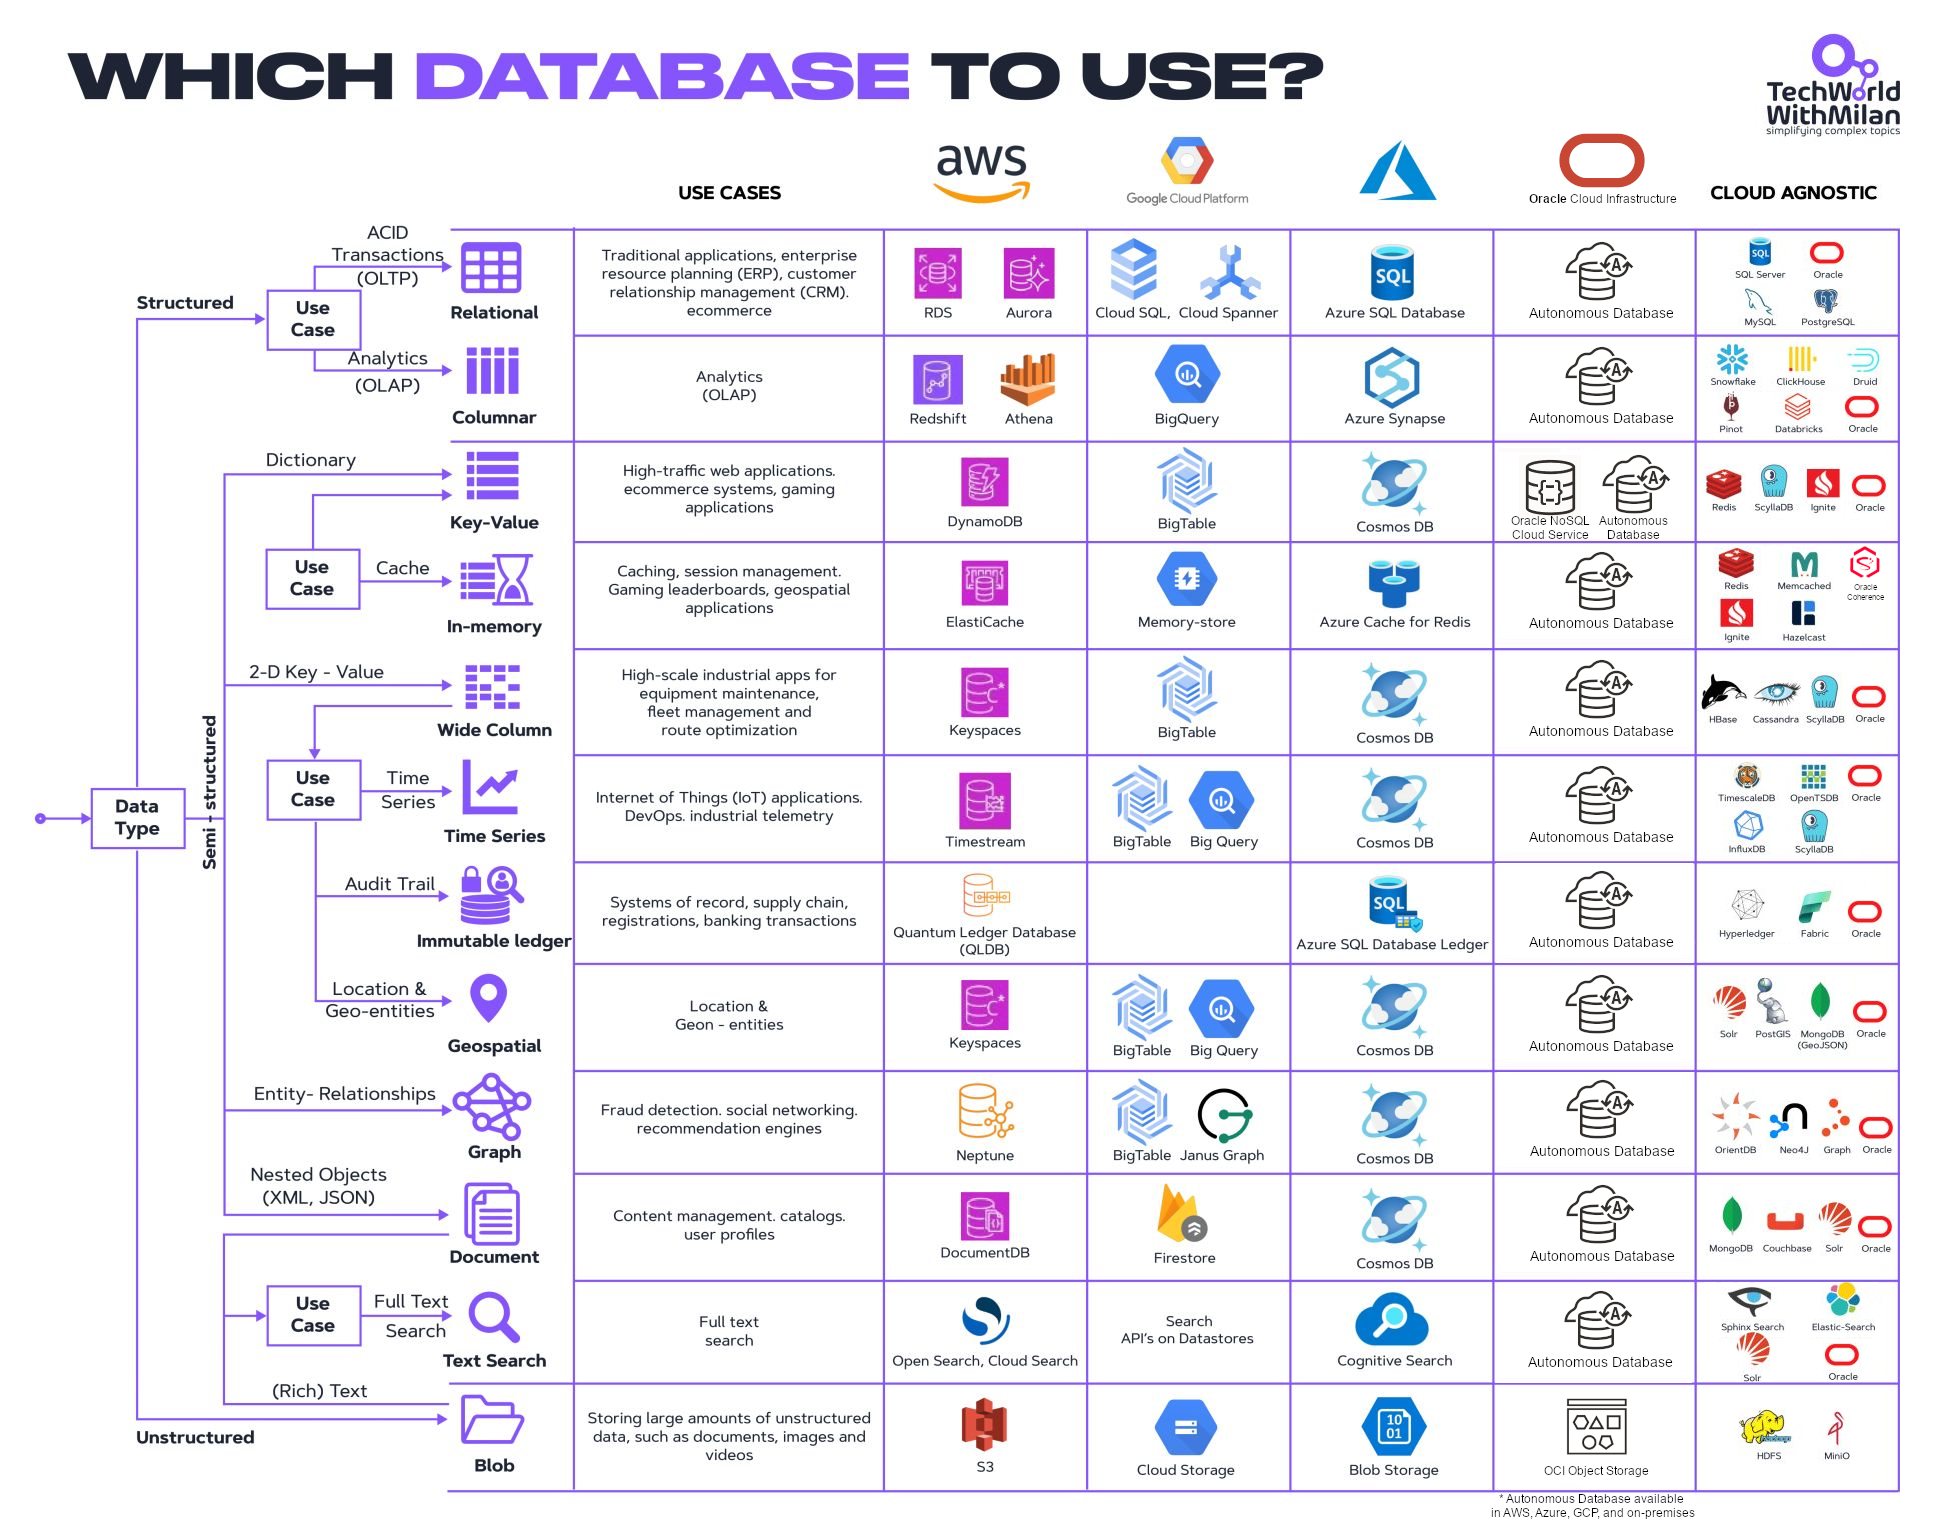 WHICH DATABASE TO USE?
TechWorld
WithMilan
simplifying complex topics
USE CASES
aws
Google Cloud Platform
Oracle Cloud Infrastructure
CLOUD AGNOSTIC
Structured
Use
Case
ACID
Transactions
(OLTP)
Relational
Traditional applications, enterprise
resource planning (ERP), customer
relationship management (CRM).
ecommerce
RDS
Aurora
Cloud SQL, Cloud Spanner
SQL
Azure SQL Database
A
Autonomous Database
SQL
SQL Server
Oracle
MySQL
PostgreSQL
Analytics
(OLAP)
Columnar
Analytics
(OLAP)
Redshift
Athena
BigQuery
Azure Synapse
A
Autonomous Database
Snowflake
ClickHouse
Druid
Pinot
Databricks
Oracle
Dictionary
Key-Value
High-traffic web applications.
ecommerce systems, gaming
applications
DynamoDB
BigTable
Cosmos DB
{:}
Oracle NoSQL
Cloud Service
A
Autonomous
Database
Redis
ScyllaDB
Ignite
Oracle
Use
Case
Cache
In-memory
Caching, session management.
Gaming leaderboards, geospatial
applications
ElastiCache
Memory-store
Azure Cache for Redis
A
Autonomous Database
Redis
Memcached
Oracle
Coherence
Ignite
Hazelcast
2-D Key - Value
Wide Column
High-scale industrial apps for
equipment maintenance,
fleet management and
route optimization
Keyspaces
BigTable
Cosmos DB
A
Autonomous Database
HBase
Cassandra
ScyllaDB
Oracle
Data
Type
Semi - structured
Use
Case
Time
Series
Time Series
Internet of Things (IoT) applications.
DevOps. industrial telemetry
Timestream
BigTable
Big Query
Cosmos DB
A
Autonomous Database
TimescaleDB
OpenTSDB
Oracle
InfluxDB
ScyllaDB
Audit Trail
Immutable ledger
Systems of record, supply chain,
registrations, banking transactions
Quantum Ledger Database
(QLDB)
SQL
Azure SQL Database Ledger
A
Autonomous Database
Hyperledger
Fabric
Oracle
Location &
Geo-entities
Geospatial
Location &
Geon - entities
Keyspaces
BigTable
Big Query
Cosmos DB
A
Autonomous Database
Solr
PostGIS
MongoDB
(GeoJSON)
Oracle
Entity- Relationships
Graph
Fraud detection. social networking.
recommendation engines
Neptune
BigTable
Janus Graph
Cosmos DB
A
Autonomous Database
OrientDB
Neo4J
Graph
Oracle
Nested Objects
(XML, JSON)
Document
Content management. catalogs.
user profiles
DocumentDB
Firestore
Cosmos DB
A
Autonomous Database
MongoDB
Couchbase
Solr
Oracle
Use
Case
Full Text
Search
Text Search
Full text
search
Open Search, Cloud Search
Search
API's on Datastores
Cognitive Search
A
Autonomous Database
Sphinx Search
Elastic-Search
Solr
Oracle
(Rich) Text
Unstructured
Blob
Storing large amounts of unstructured
data, such as documents, images and
videos
S3
Cloud Storage
10
01
Blob Storage
OCI Object Storage
hadoop
HDFS
MiniO
* Autonomous Database available
in AWS, Azure, GCP, and on-premises